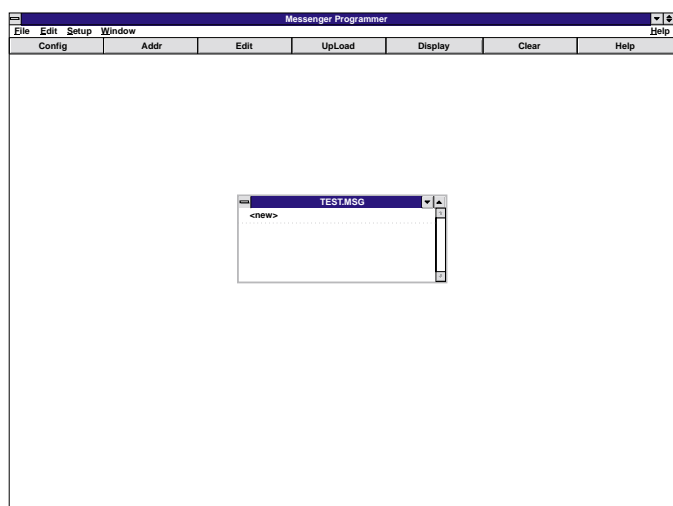 Messenger Programmer
File Edit Setup Window Help
Config Addr Edit UpLoad Display Clear Help
TEST.MSG
<new>